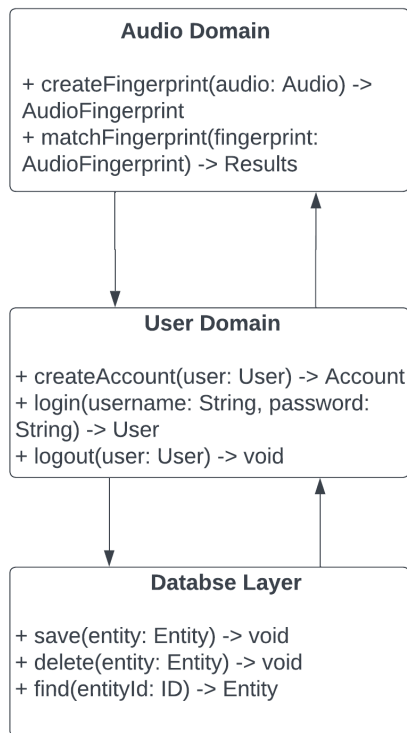 Audio Domain
+ createFingerprint(audio: Audio) ->
AudioFingerprint
+ matchFingerprint(fingerprint:
AudioFingerprint) -> Results
User Domain
+ createAccount(user: User) -> Account
+ login(username: String, password:
String) -> User
+ logout(user: User) -> void
Databse Layer
+ save(entity: Entity) -> void
+ delete(entity: Entity) -> void
+ find(entityId: ID) -> Entity